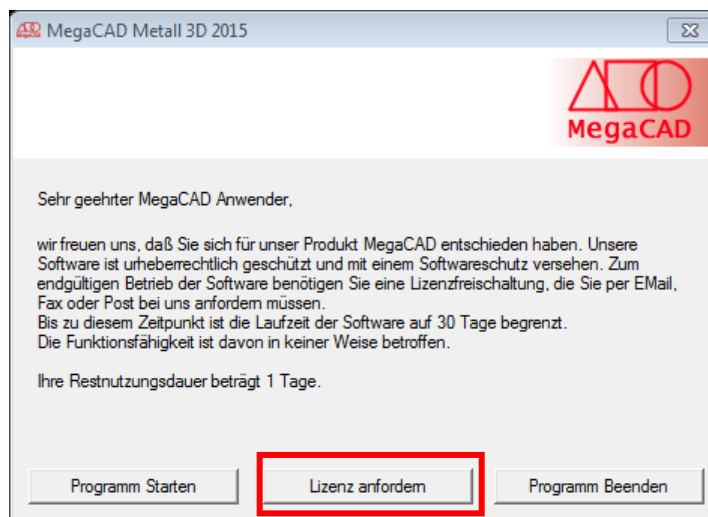 MegaCAD Metall 3D 2015
MegaCAD
Sehr geehrter MegaCAD Anwender,
wir freuen uns, daß Sie sich für unser Produkt MegaCAD entschieden haben. Unsere
Software ist urheberrechtlich geschützt und mit einem Softwareschutz versehen. Zum
endgültigen Betrieb der Software benötigen Sie eine Lizenzfreischaltung, die Sie per EMail,
Fax oder Post bei uns anfordern müssen.
Bis zu diesem Zeitpunkt ist die Laufzeit der Software auf 30 Tage begrenzt.
Die Funktionsfähigkeit ist davon in keiner Weise betroffen.
Ihre Restnutzungsdauer beträgt 1 Tage.
Programm Starten
Lizenz anfordern
Programm Beenden